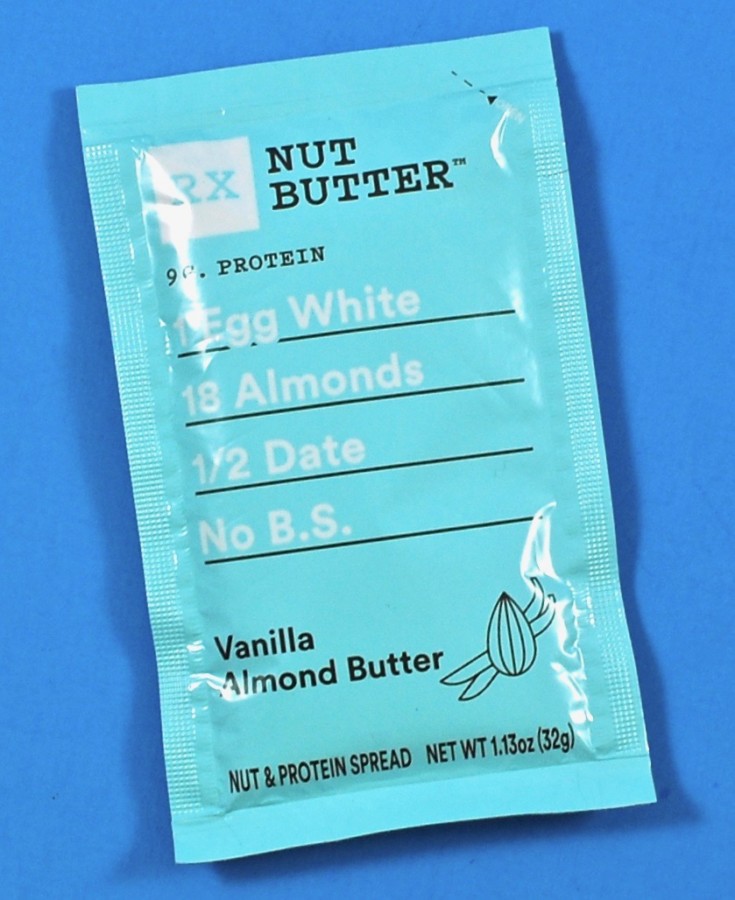 RX
NUT
BUTTER™
9G. PROTEIN
1 Egg White
18 Almonds
1/2 Date
No B.S.
Vanilla
Almond Butter
NUT & PROTEIN SPREAD NET WT 1.13oz (32g)